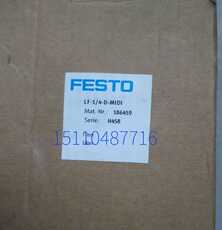 FESTO
LF-1/4-D-MIDI
Mat. Nr.: 186459
Serie: H458
15110487716